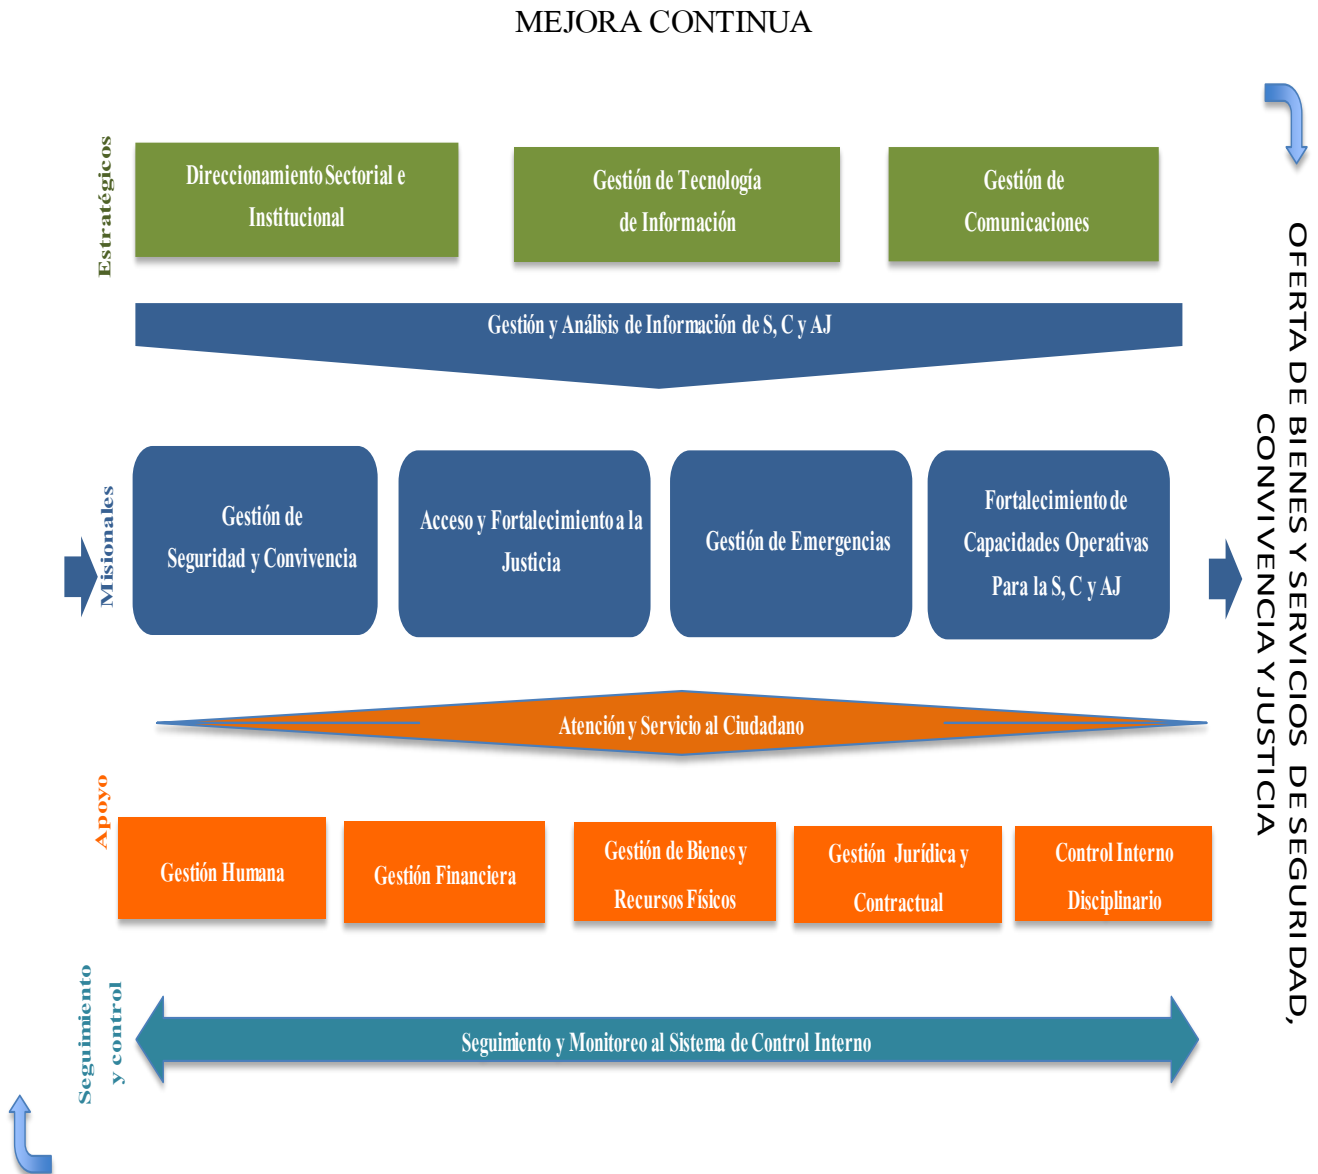 MEJORA CONTINUA
Estratégicos
Direccionamiento Sectorial e
Institucional
Gestión de Tecnología
de Información
Gestión de
Comunicaciones
Gestión y Análisis de Información de S, C y AJ
Misionales
Gestión de
Seguridad y Convivencia
Acceso y Fortalecimiento a la
Justicia
Gestión de Emergencias
Fortalecimiento de
Capacidades Operativas
Para la S, C y AJ
Atención y Servicio al Ciudadano
Apoyo
Gestión Humana
Gestión Financiera
Gestión de Bienes y
Recursos Físicos
Gestión Jurídica y
Contractual
Control Interno
Disciplinario
Seguimiento
y control
Seguimiento y Monitoreo al Sistema de Control Interno
OFERTA DE BIENES Y SERVICIOS DE SEGURIDAD,
CONVIVENCIA Y JUSTICIA